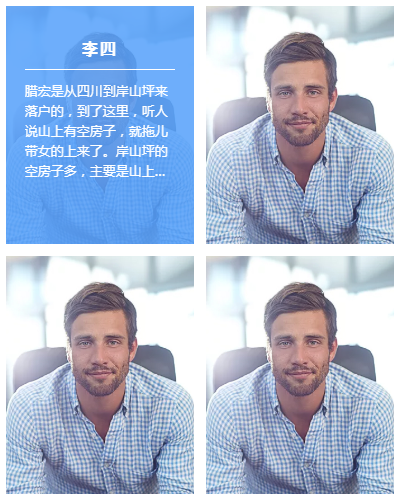 李四
腊宏是从四川到岸山坪来
落户的，到了这里，听人
说山上有空房子，就拖儿
带女的上来了。岸山坪的
空房子多，主要是山上...